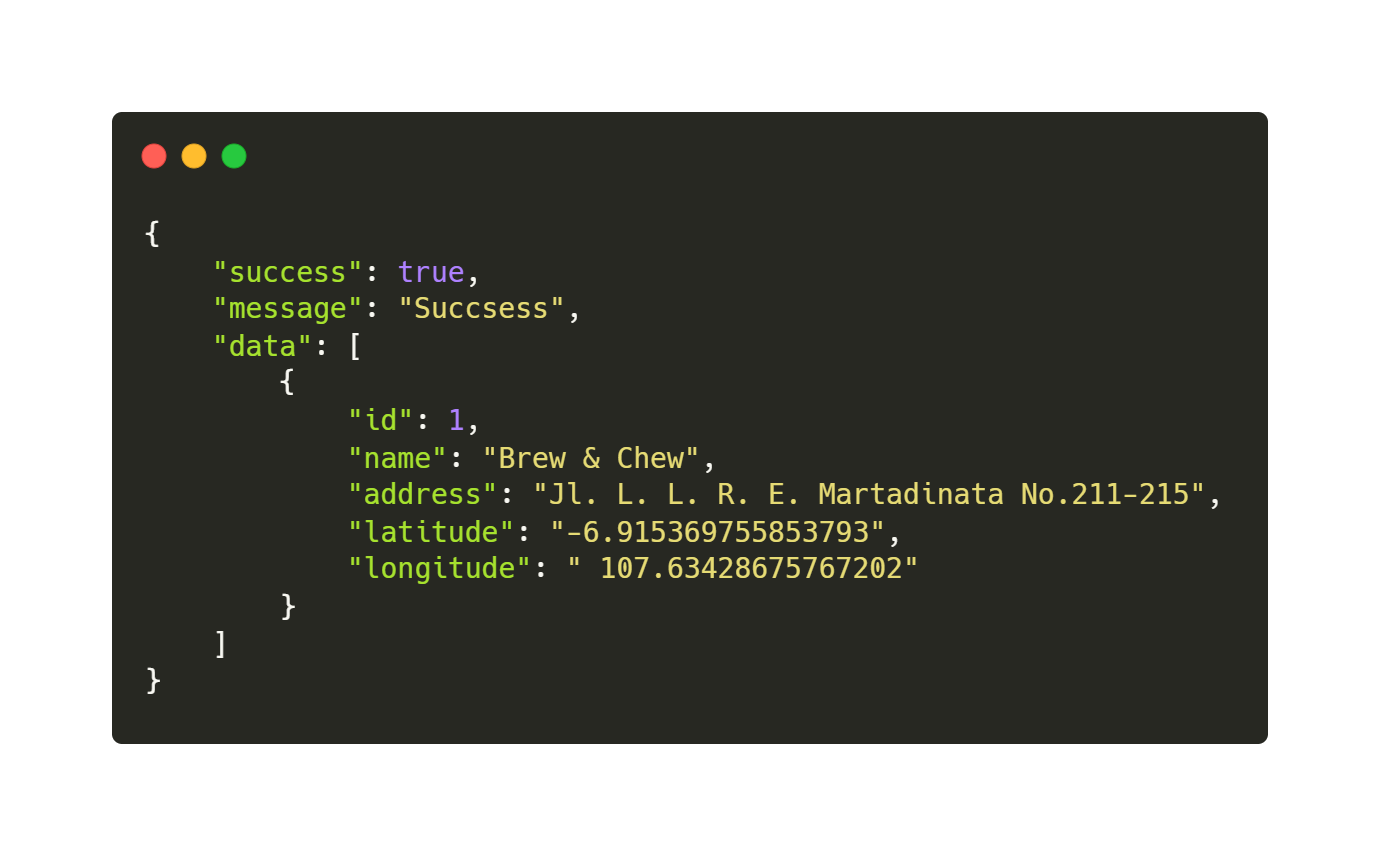 {
    "success": true,
    "message": "Succsess",
    "data": [
        {
            "id": 1,
            "name": "Brew & Chew",
            "address": "Jl. L. L. R. E. Martadinata No.211-215",
            "latitude": "-6.915369755853793",
            "longitude": " 107.63428675767202"
        }
    ]
}